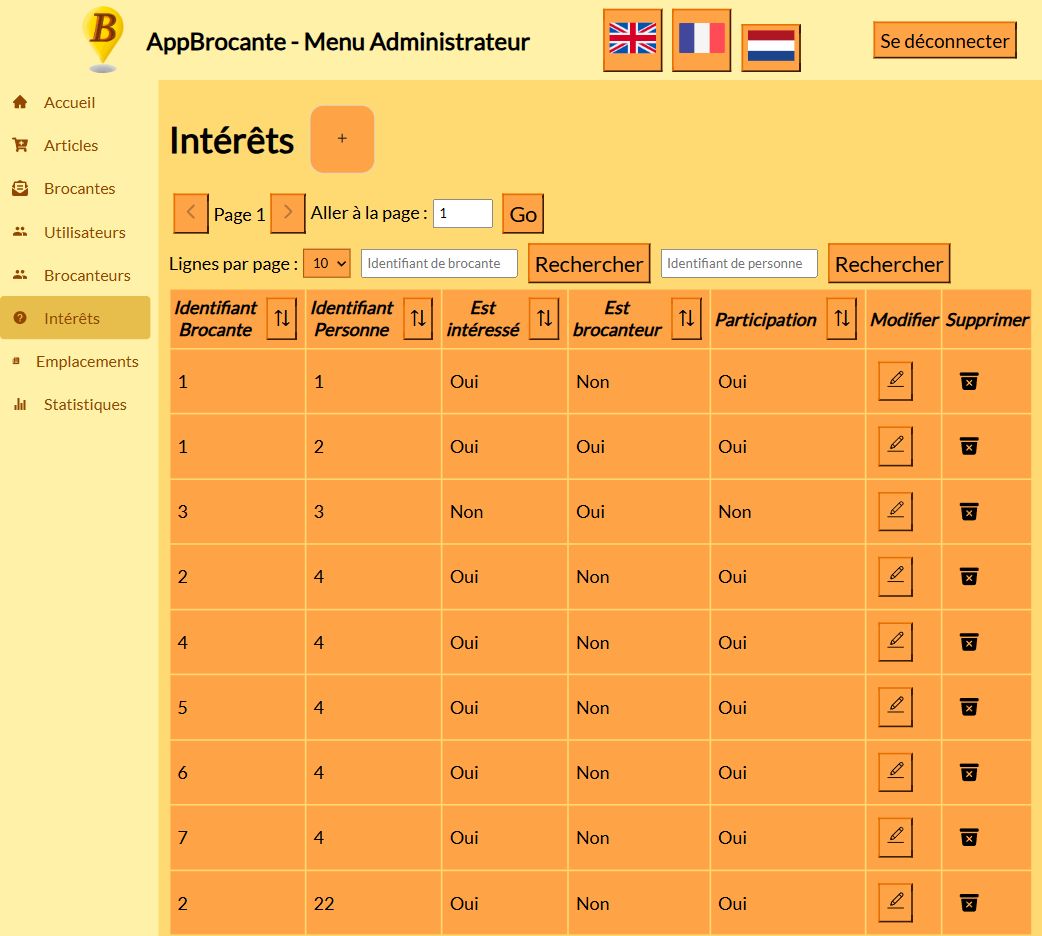 B
AppBrocante - Menu Administrateur
Se déconnecter
Accueil
Articles
Brocantes
Utilisateurs
Brocanteurs
Intérêts
Emplacements
Statistiques
Intérêts +
Page 1 Aller à la page : 1 Go
Lignes par page : 10 Identifiant de brocante Rechercher Identifiant de personne Rechercher
Identifiant Brocante Identifiant Personne Est intéressé Est brocanteur Participation Modifier Supprimer
1 1 Oui Non Oui
1 2 Oui Oui Oui
3 3 Non Oui Non
2 4 Oui Non Oui
4 4 Oui Non Oui
5 4 Oui Non Oui
6 4 Oui Non Oui
7 4 Oui Non Oui
2 22 Oui Non Oui